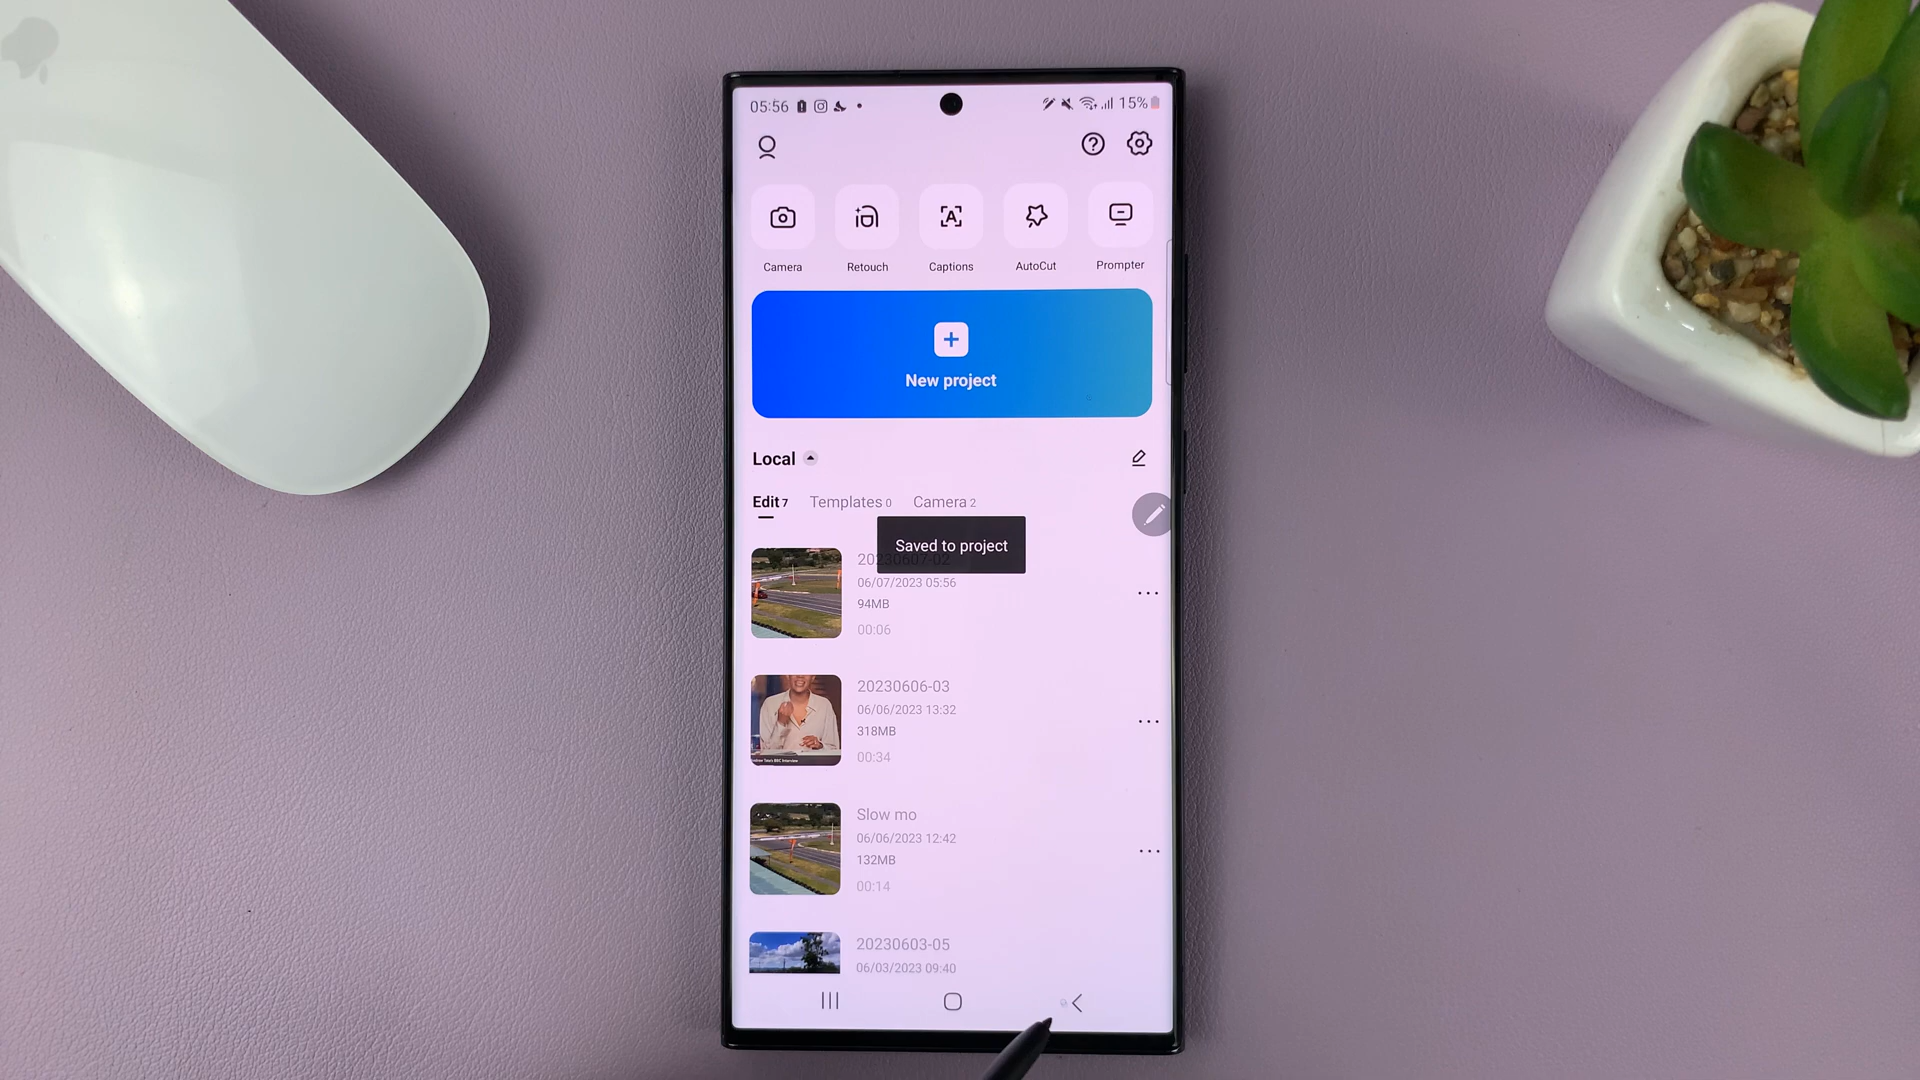 05:56
15%
Camera
Retouch
Captions
AutoCut
Prompter
New project
Local
Edit 7
Templates 0
Camera 2
Saved to project
20230607-02
06/07/2023 05:56
94MB
00:06
20230606-03
06/06/2023 13:32
318MB
00:34
Slow mo
06/06/2023 12:42
132MB
00:14
20230603-05
06/03/2023 09:40